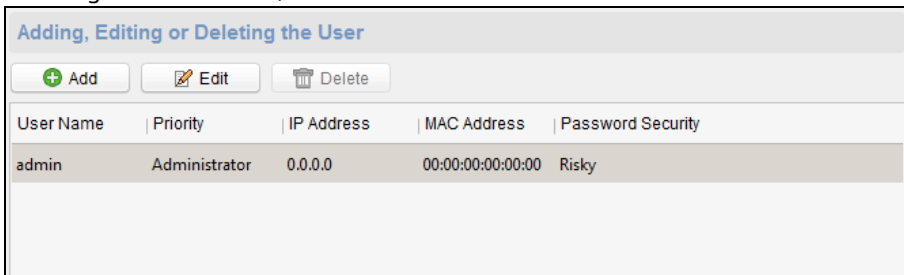 Adding, Editing or Deleting the User
Add Edit Delete
User Name Priority IP Address MAC Address Password Security
admin Administrator 0.0.0.0 00:00:00:00:00:00 Risky